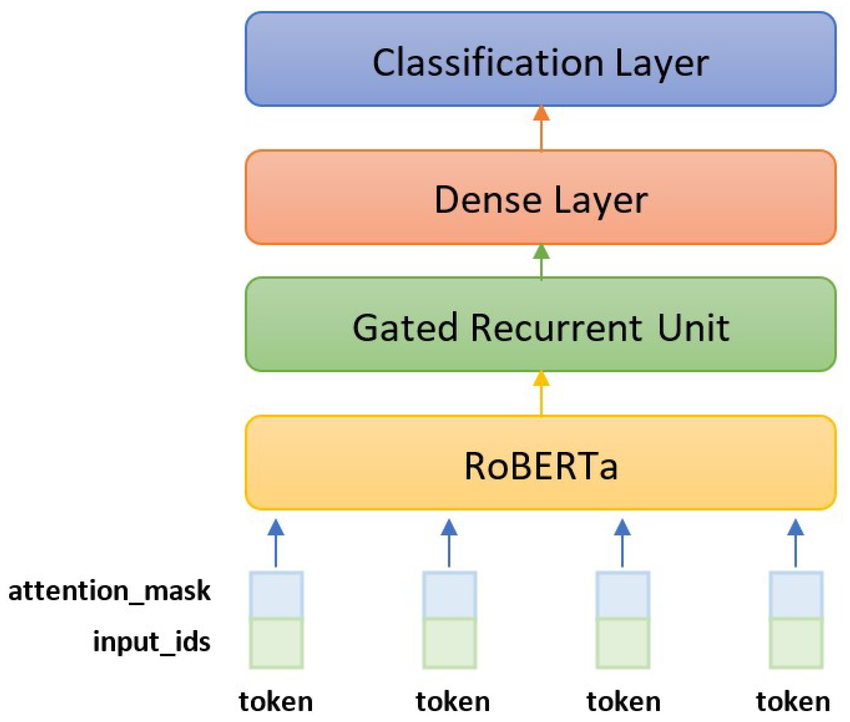 Classification Layer
Dense Layer
Gated Recurrent Unit
RoBERTa
attention_mask
input_ids
token token token token